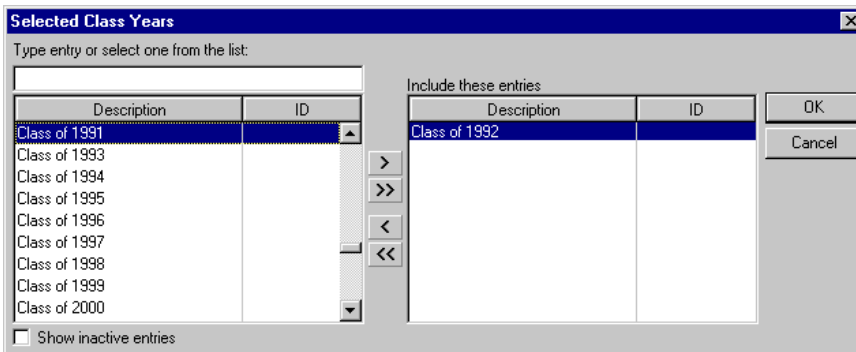 Selected Class Years
Type entry or select one from the list:
Include these entries
Description ID
Description ID
OK
Class of 1991
Class of 1992
Cancel
Class of 1993
>
Class of 1994
>>
Class of 1995
Class of 1996
<
Class of 1997
<<
Class of 1998
Class of 1999
Class of 2000
Show inactive entries